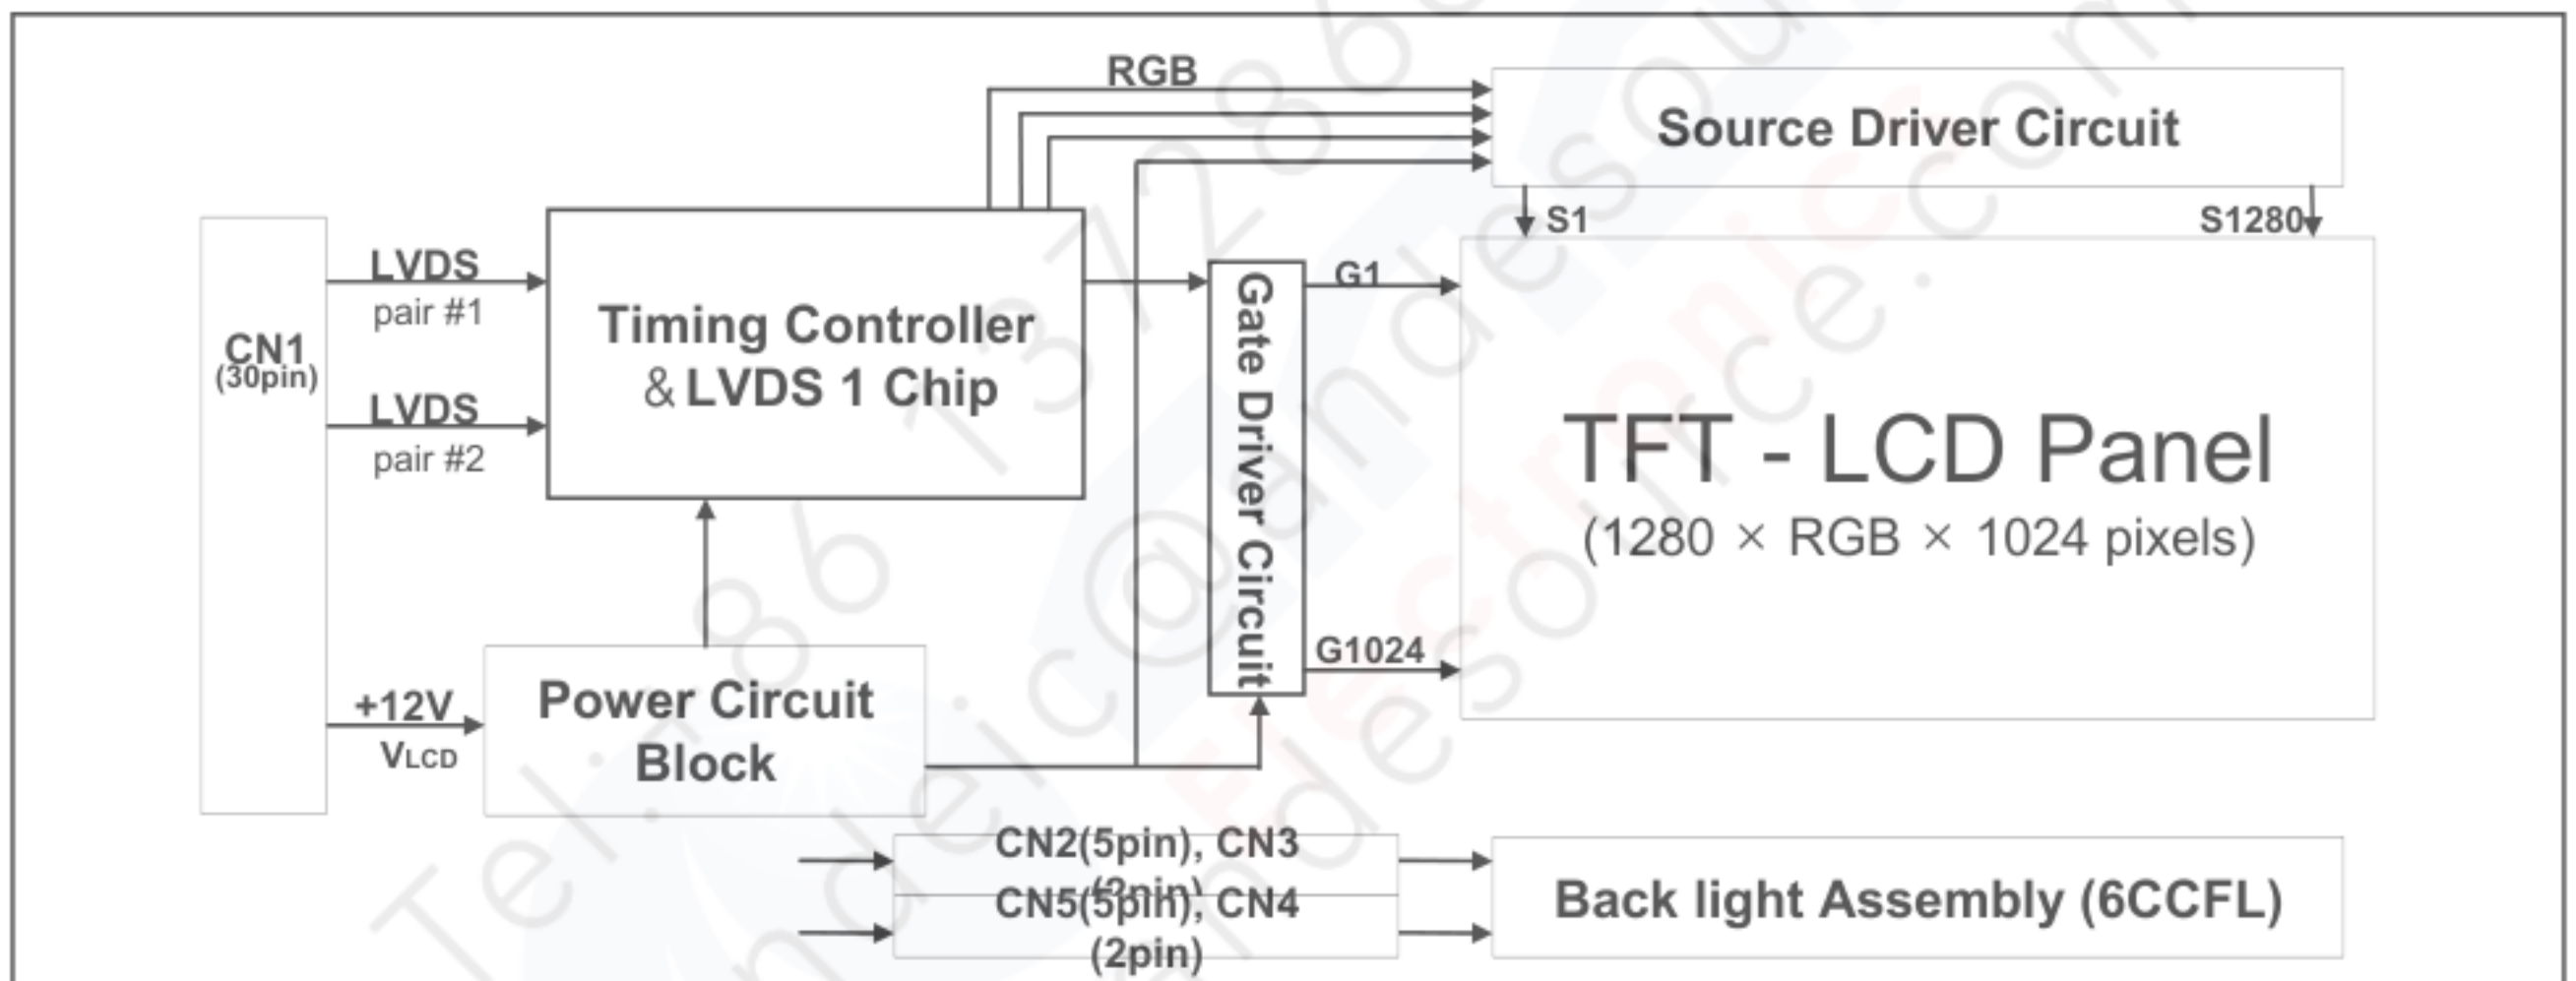 RGB
Source Driver Circuit
S1
S1280
LVDS
pair #1
CN1
(30pin)
LVDS
pair #2
Timing Controller
& LVDS 1 Chip
Gate Driver Circuit
G1
G1024
TFT - LCD Panel
(1280 × RGB × 1024 pixels)
+12V
VLCD
Power Circuit
Block
CN2(5pin), CN3
CN5(5pin), CN4
(2pin)
Back light Assembly (6CCFL)